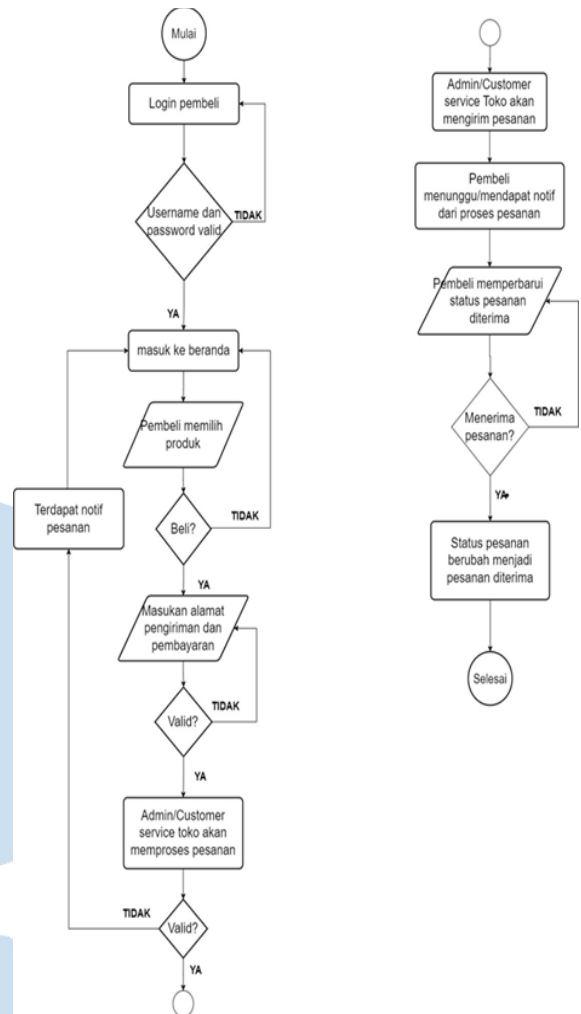 Mulai
Login pembeli
Username dan
password valid
TIDAK
YA
masuk ke beranda
Pembeli memilih
produk
Terdapat notif
pesanan
Beli?
TIDAK
YA
Masukan alamat
pengiriman dan
pembayaran
TIDAK
Valid?
YA
Admin/Customer
service toko akan
memproses pesanan
TIDAK
Valid?
YA
Admin/Customer
service Toko akan
mengirim pesanan
Pembeli
menunggu/mendapat notif
dari proses pesanan
Pembeli memperbarui
status pesanan
diterima
Menerima
pesanan?
TIDAK
YA
Status pesanan
berubah menjadi
pesanan diterima
Selesai